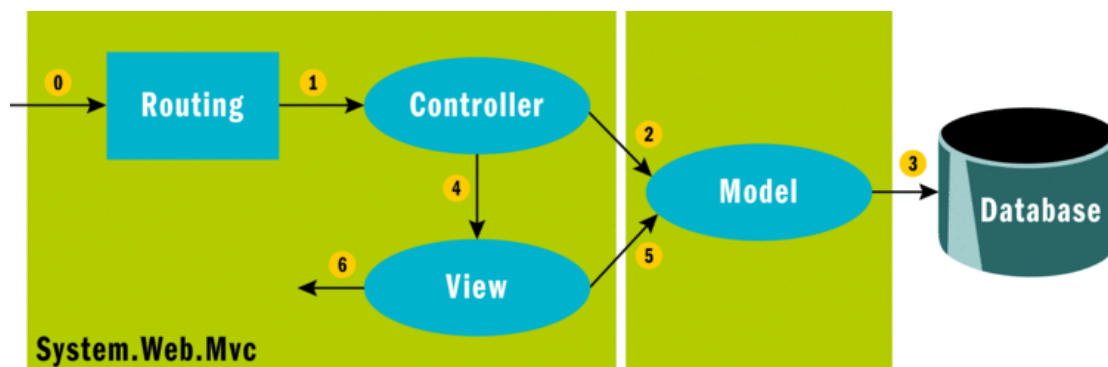 0
Routing
1
Controller
2
Model
3
Database
4
View
5
6
System.Web.Mvc